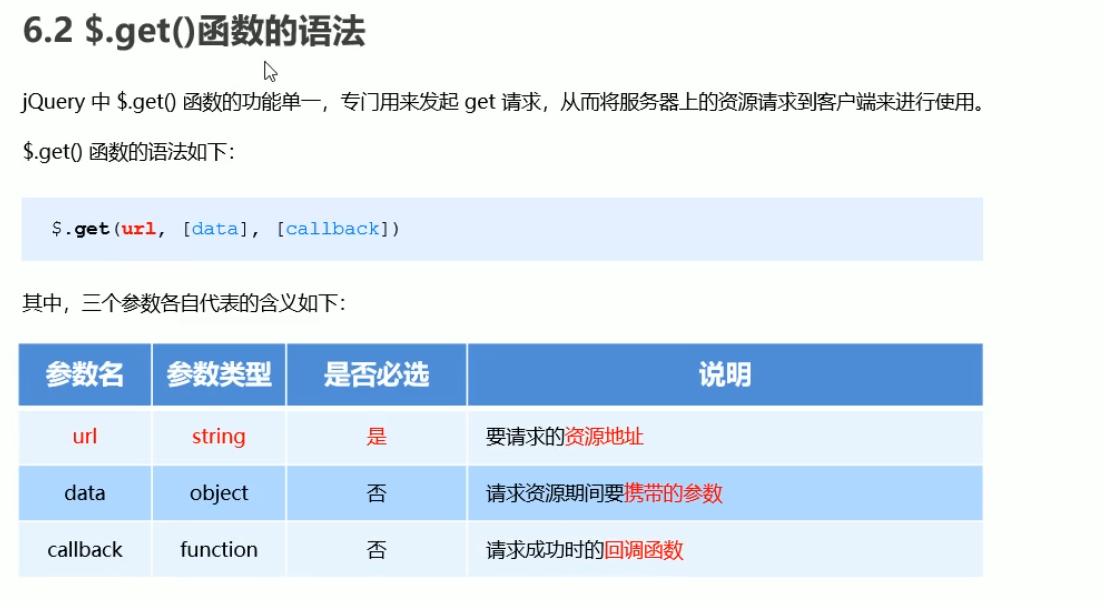 6.2 $.get()函数的语法
jQuery 中 $.get() 函数的功能单一，专门用来发起 get 请求，从而将服务器上的资源请求到客户端来进行使用。
$.get() 函数的语法如下：
$.get(url, [data], [callback])
其中，三个参数各自代表的含义如下：
参数名 参数类型 是否必选 说明
url string 是 要请求的资源地址
data object 否 请求资源期间要携带的参数
callback function 否 请求成功时的回调函数